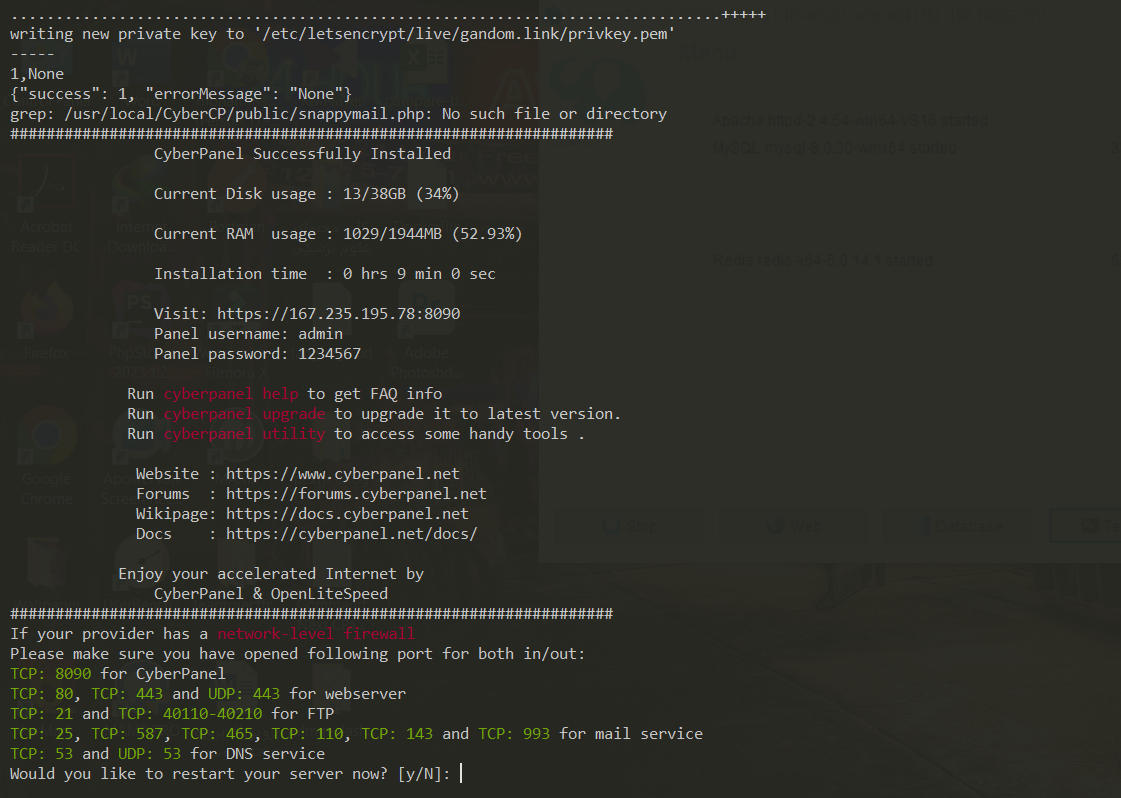 ...............................................................................+++++
writing new private key to '/etc/letsencrypt/live/gandom.link/privkey.pem'
-----
1,None
{"success": 1, "errorMessage": "None"}
grep: /usr/local/CyberCP/public/snappymail.php: No such file or directory
###################################################################
CyberPanel Successfully Installed
Current Disk usage : 13/38GB (34%)
Current RAM  usage : 1029/1944MB (52.93%)
Installation time  : 0 hrs 9 min 0 sec
Visit: https://167.235.195.78:8090
Panel username: admin
Panel password: 1234567
Run cyberpanel help to get FAQ info
Run cyberpanel upgrade to upgrade it to latest version.
Run cyberpanel utility to access some handy tools .
Website : https://www.cyberpanel.net
Forums  : https://forums.cyberpanel.net
Wikipage: https://docs.cyberpanel.net
Docs    : https://cyberpanel.net/docs/
Enjoy your accelerated Internet by
CyberPanel & OpenLiteSpeed
###################################################################
If your provider has a network-level firewall
Please make sure you have opened following port for both in/out:
TCP: 8090 for CyberPanel
TCP: 80, TCP: 443 and UDP: 443 for webserver
TCP: 21 and TCP: 40110-40210 for FTP
TCP: 25, TCP: 587, TCP: 465, TCP: 110, TCP: 143 and TCP: 993 for mail service
TCP: 53 and UDP: 53 for DNS service
Would you like to restart your server now? [y/N]: